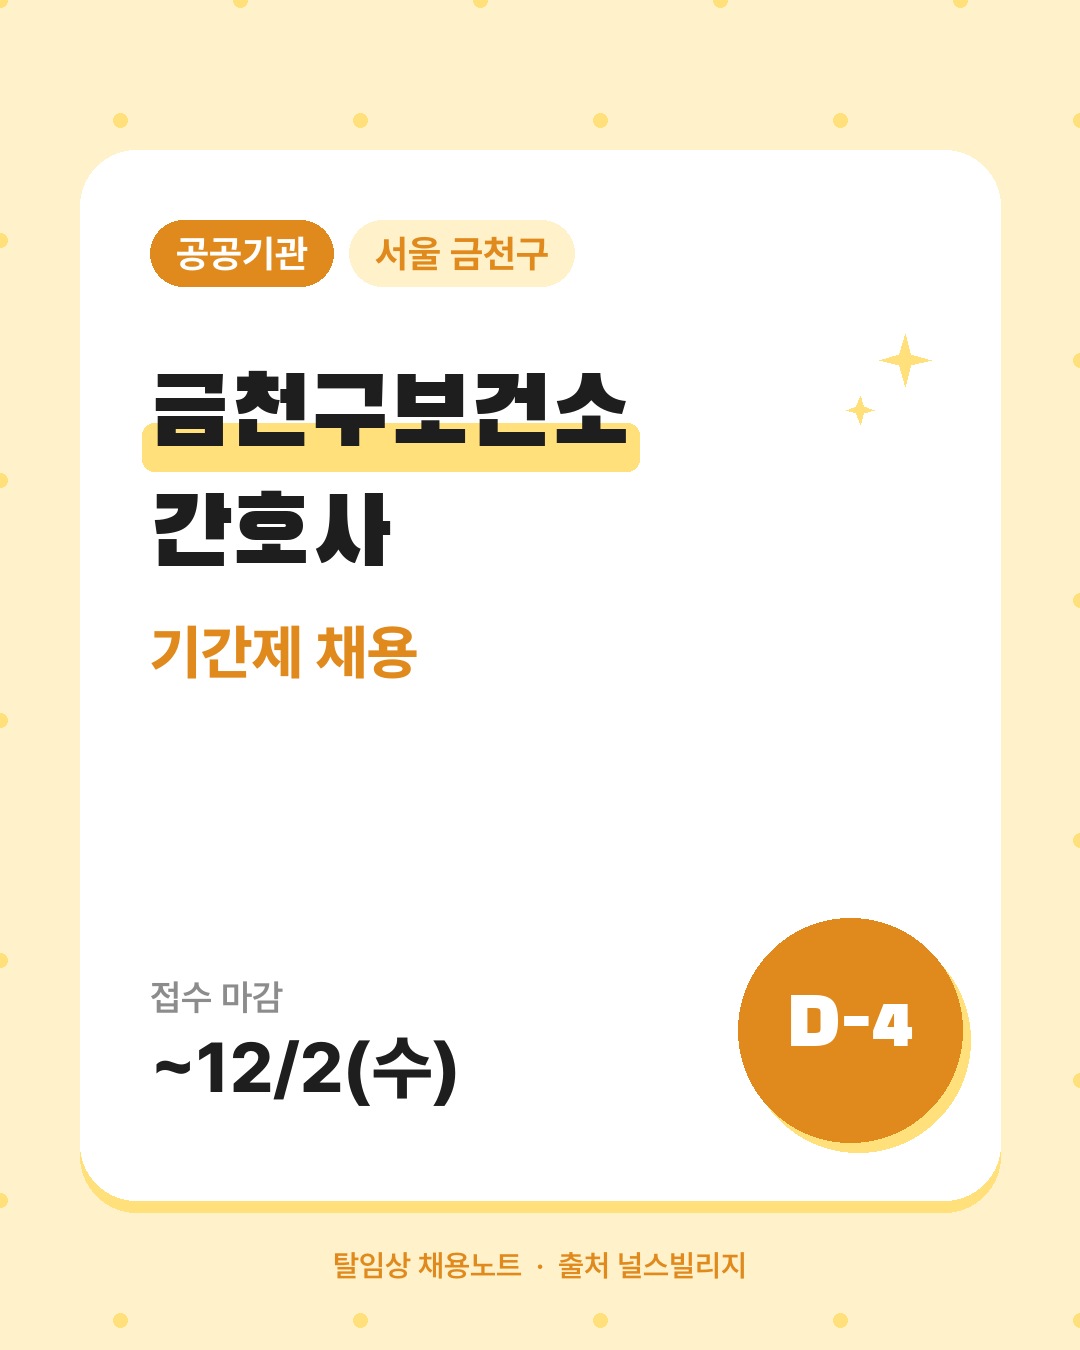 공공기관 서울 금천구
금천구보건소
간호사
기간제 채용
접수 마감
~12/2(수)
D-4
탈임상 채용노트 · 출처 널스빌리지